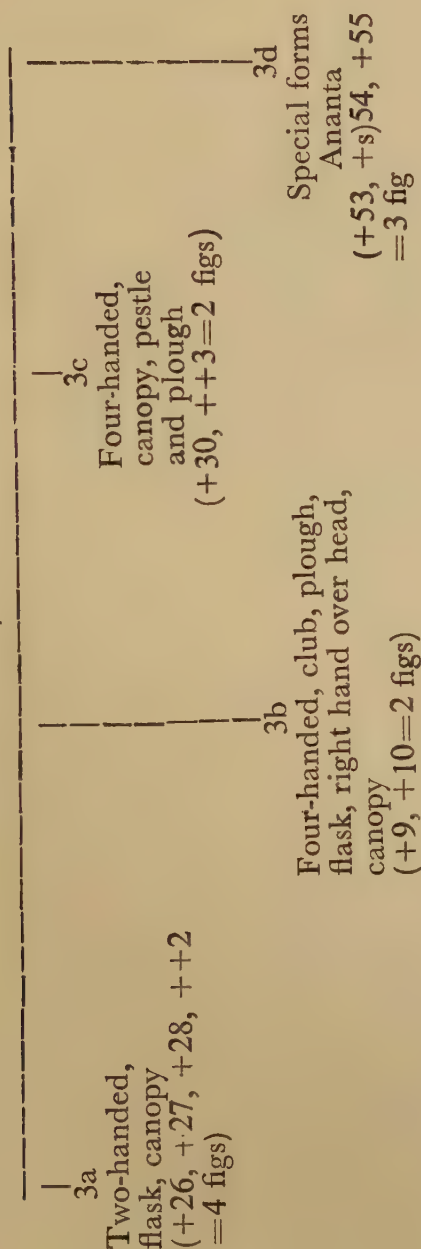 3a
Two-handed,
flask, canopy
(+26, +27, +28, ++2
=4 figs)
3b
Four-handed, club, plough,
flask, right hand over head,
canopy
(+9, +10=2 figs)
3c
Four-handed,
canopy, pestle
and plough
(+30, ++3=2 figs)
3d
Special forms
Ananta
(+53, +s)54, +55
=3 fig